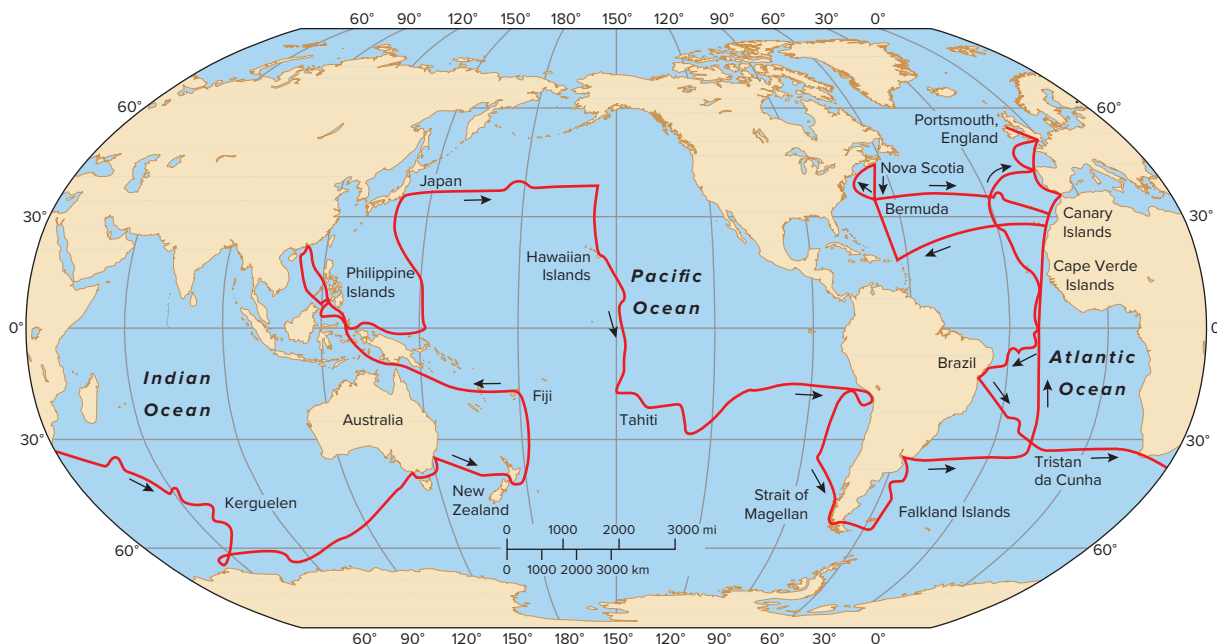 60° 90° 120° 150° 180° 150° 120° 90° 60° 30° 0°
60°
60°
Portsmouth,
England
Nova Scotia
Japan
Bermuda
30°
30°
Canary
Islands
Hawaiian
Islands
Philippine
Islands
Pacific
Ocean
Cape Verde
Islands
0°
0
Atlantic
Ocean
Brazil
Indian
Ocean
Fiji
Australia
Tahiti
30°
30°
Tristan
da Cunha
Kerguelen
New
Zealand
Strait of
Magellan
Falkland Islands
0 1000 2000 3000 mi
0 1000 2000 3000 km
60°
60°
60° 90° 120° 150° 180° 150° 120° 90° 60° 30° 0°